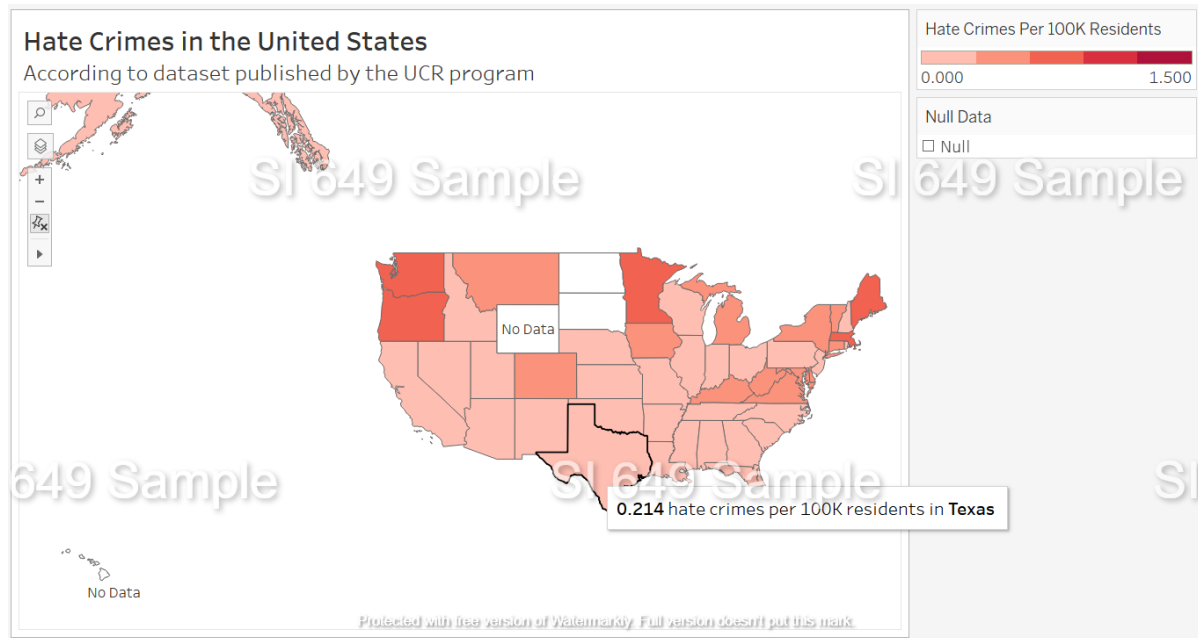 Hate Crimes in the United States
According to dataset published by the UCR program
Hate Crimes Per 100K Residents
0.000 1.500
Null Data
Null
SI 649 Sample
SI 649 Sample
No Data
649 Sample
SI 649 Sample
SI
0.214 hate crimes per 100K residents in Texas
No Data
Protected with free version of Watermarkly. Full version doesn't put this mark.